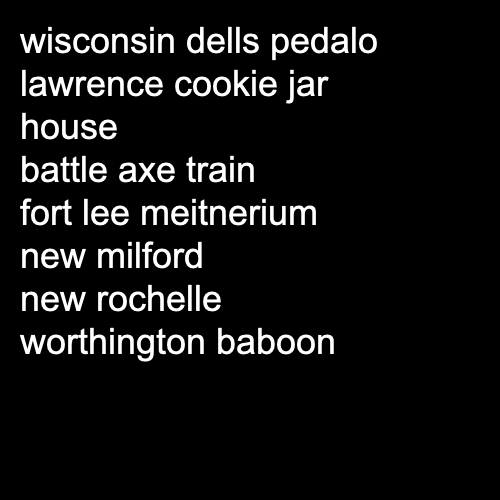 wisconsin dells pedalo
lawrence cookie jar
house
battle axe train
fort lee meitnerium
new milford
new rochelle
worthington baboon